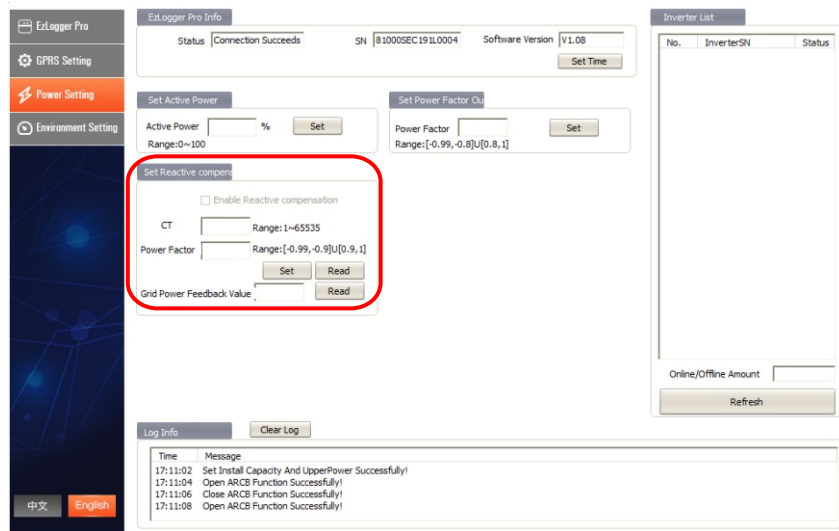 EzLogger Pro
GPRS Setting
Power Setting
Environment Setting
中文 English
EzLogger Pro Info
Status Connection Succeeds SN 81000SEC191L0004 Software Version V1.08
Set Time
Set Active Power
Active Power % Set
Range:0~100
Set Power Factor Ou
Power Factor Set
Range:[-0.99,-0.8]U[0.8,1]
Set Reactive compens
Enable Reactive compensation
CT Range:1~65535
Power Factor Range:[-0.99,-0.9]U[0.9,1]
Set Read
Grid Power Feedback Value Read
Inverter List
No. InverterSN Status
Online/Offline Amount
Refresh
Log Info Clear Log
Time Message
17:11:02 Set Install Capacity And UpperPower Successfully!
17:11:04 Open ARCB Function Successfully!
17:11:06 Close ARCB Function Successfully!
17:11:08 Open ARCB Function Successfully!